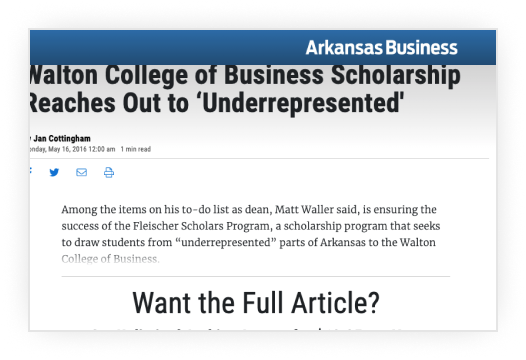 Arkansas Business
Walton College of Business Scholarship
Reaches Out to ‘Underrepresented'
Jan Cottingham
onday, May 16, 2016 12:00 am 1 min read
Among the items on his to-do list as dean, Matt Waller said, is ensuring the
success of the Fleischer Scholars Program, a scholarship program that seeks
to draw students from “underrepresented” parts of Arkansas to the Walton
College of Business.
Want the Full Article?